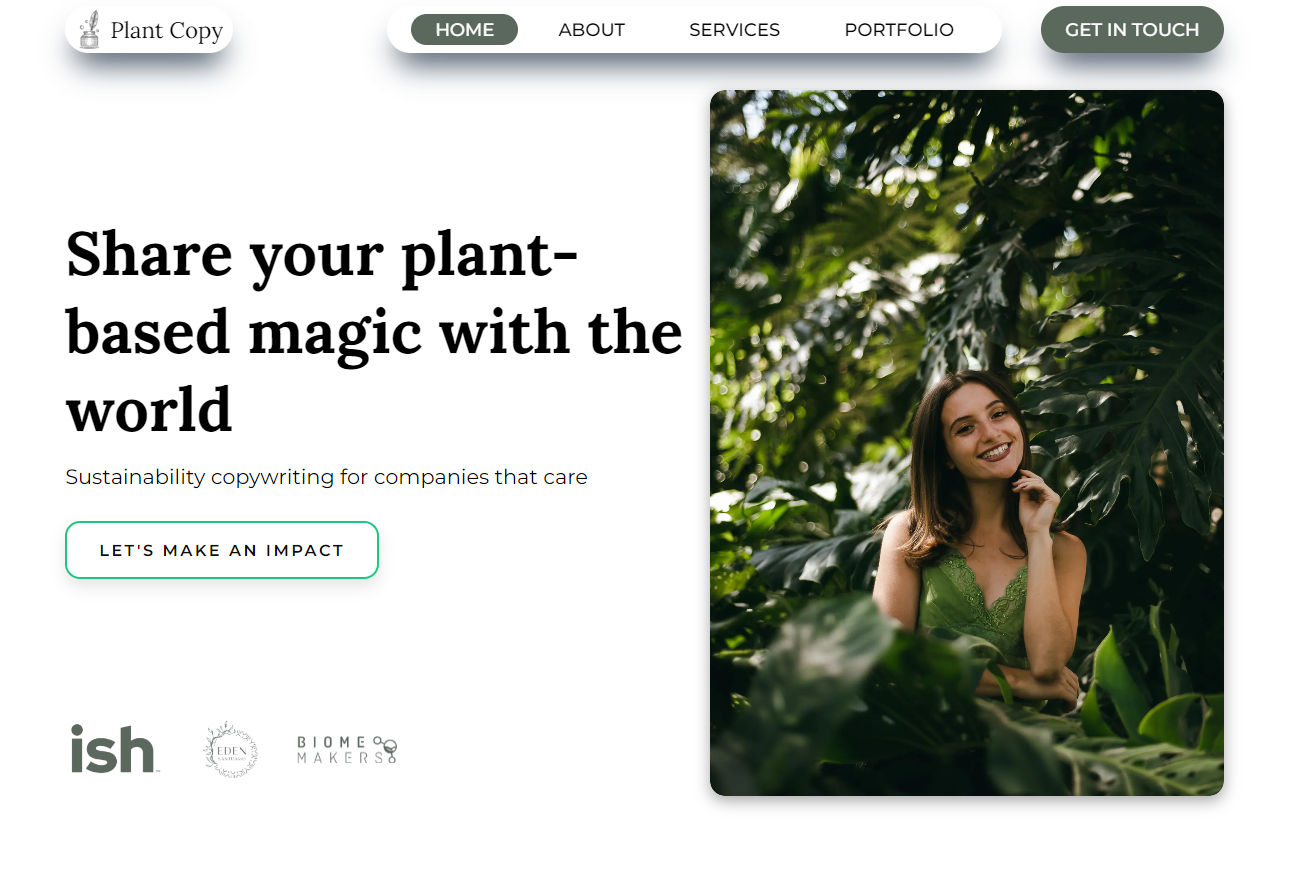 Plant Copy
HOME
ABOUT
SERVICES
PORTFOLIO
GET IN TOUCH
Share your plant-
based magic with the
world
Sustainability copywriting for companies that care
LET'S MAKE AN IMPACT
ish
EDEN
BIOME
MAKERS